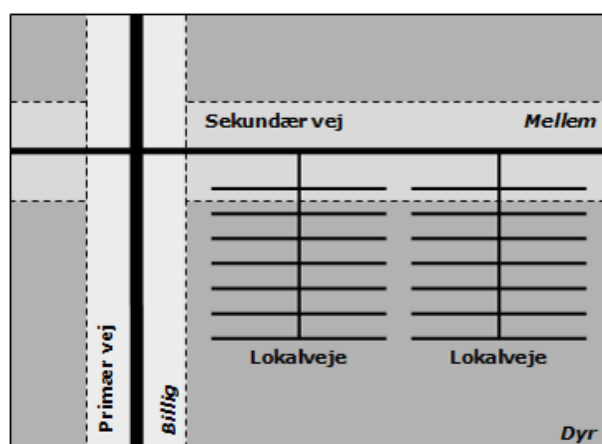 Sekundær vej
Mellem
Primær vej
Billig
Lokalveje
Lokalveje
Dyr